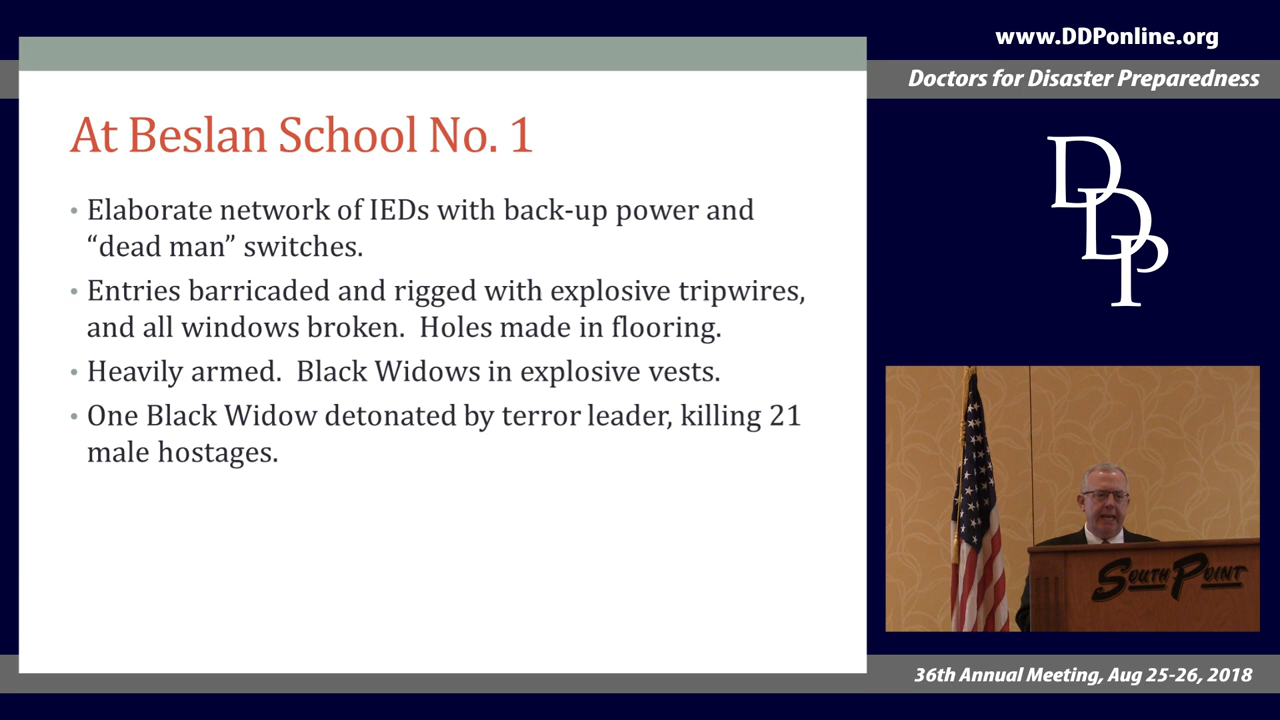 www.DDPonline.org
Doctors for Disaster Preparedness
DDP
At Beslan School No. 1
• Elaborate network of IEDs with back-up power and
“dead man” switches.
• Entries barricaded and rigged with explosive tripwires,
and all windows broken.  Holes made in flooring.
• Heavily armed.  Black Widows in explosive vests.
• One Black Widow detonated by terror leader, killing 21
male hostages.
SOUTH POINT
36th Annual Meeting, Aug 25-26, 2018